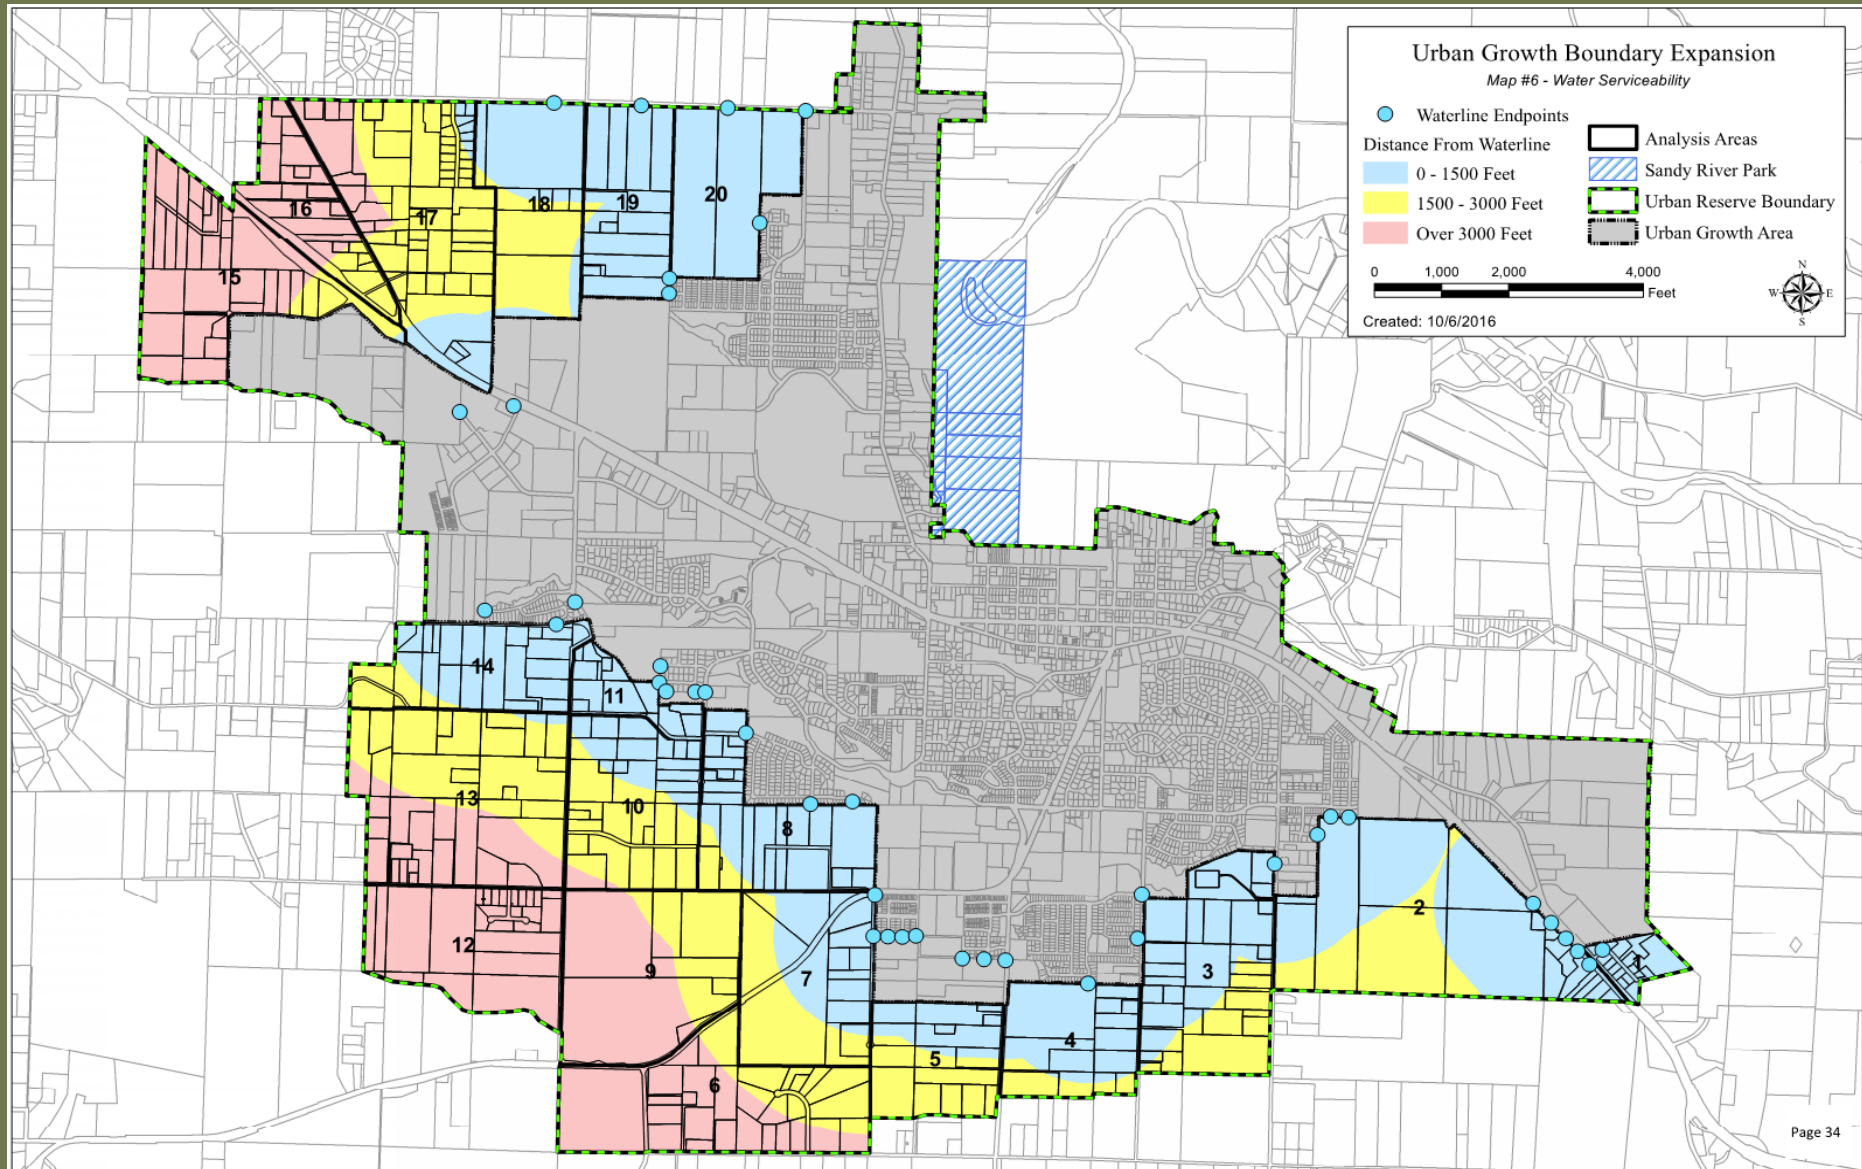 Urban Growth Boundary Expansion
Map #6 - Water Serviceability
Waterline Endpoints
Distance From Waterline
0 - 1500 Feet
1500 - 3000 Feet
Over 3000 Feet
Analysis Areas
Sandy River Park
Urban Reserve Boundary
Urban Growth Area
0 1,000 2,000 4,000
Feet
N
W E
S
Created: 10/6/2016
16
17
18
19
20
15
14
11
13
10
8
12
9
7
3
2
1
4
5
6
Page 34